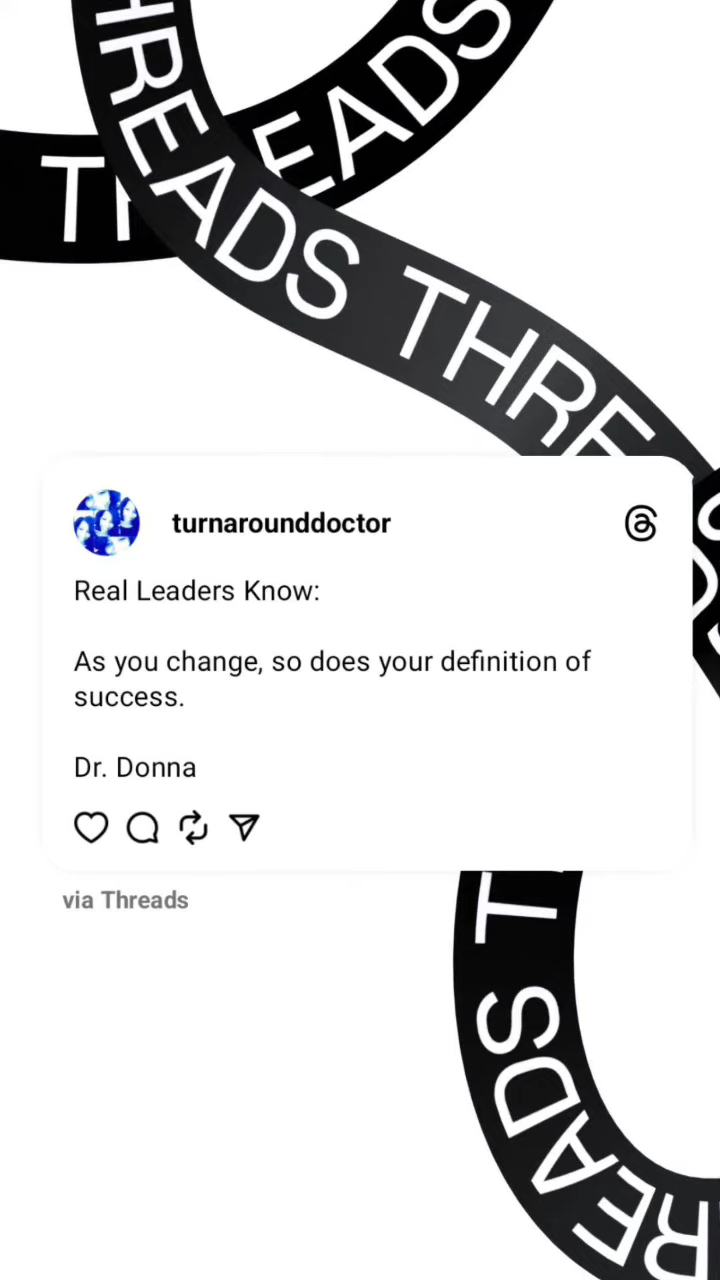 THREADS
THREADS THRE
turnarounddoctor
Real Leaders Know:
As you change, so does your definition of
success.
Dr. Donna
via Threads
READS T